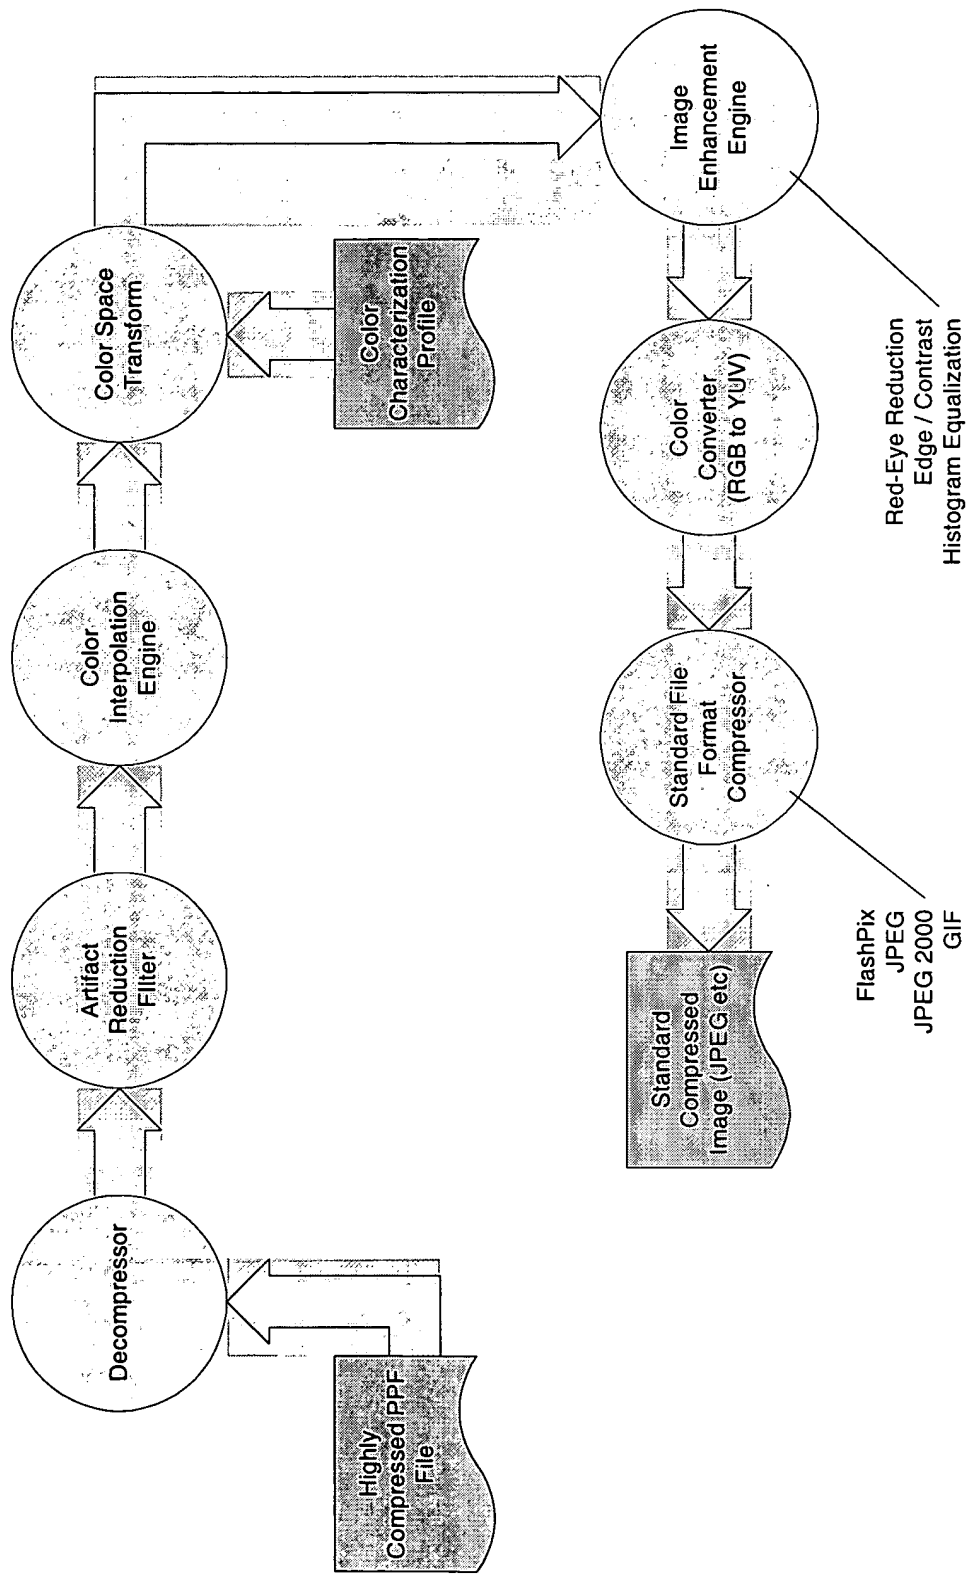 Highly
Compressed PPF
File
Decompressor
Artifact
Reduction
FIlter
Color
Interpolation
Engine
Color Space
Transform
Color
Characterization
Profile
Image
Enhancement
Engine
Red-Eye Reduction
Edge / Contrast
Histogram Equalization
Color
Converter
(RGB to YUV)
Standard File
Format
Compressor
FlashPix
JPEG
JPEG 2000
GIF
Standard
Compressed
Image (JPEG etc)